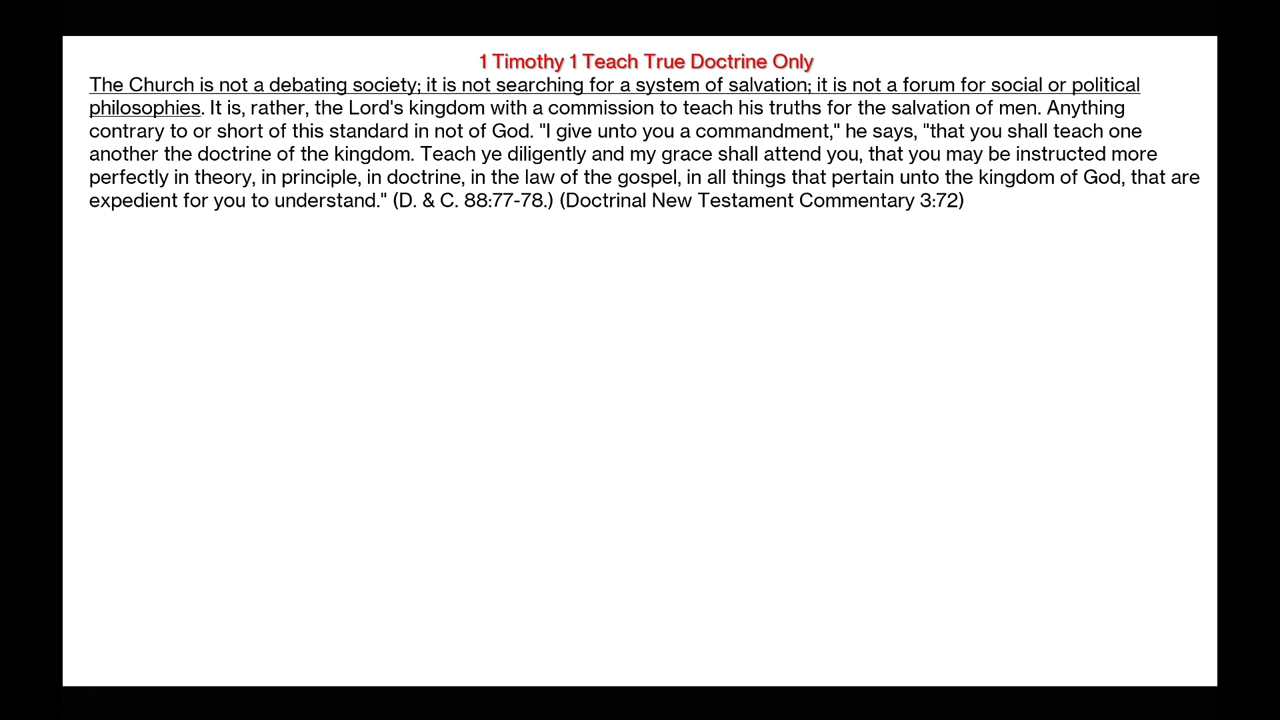 1 Timothy 1 Teach True Doctrine Only
The Church is not a debating society; it is not searching for a system of salvation; it is not a forum for social or political
philosophies. It is, rather, the Lord's kingdom with a commission to teach his truths for the salvation of men. Anything
contrary to or short of this standard in not of God. "I give unto you a commandment," he says, "that you shall teach one
another the doctrine of the kingdom. Teach ye diligently and my grace shall attend you, that you may be instructed more
perfectly in theory, in principle, in doctrine, in the law of the gospel, in all things that pertain unto the kingdom of God, that are
expedient for you to understand." (D. & C. 88:77-78.) (Doctrinal New Testament Commentary 3:72)